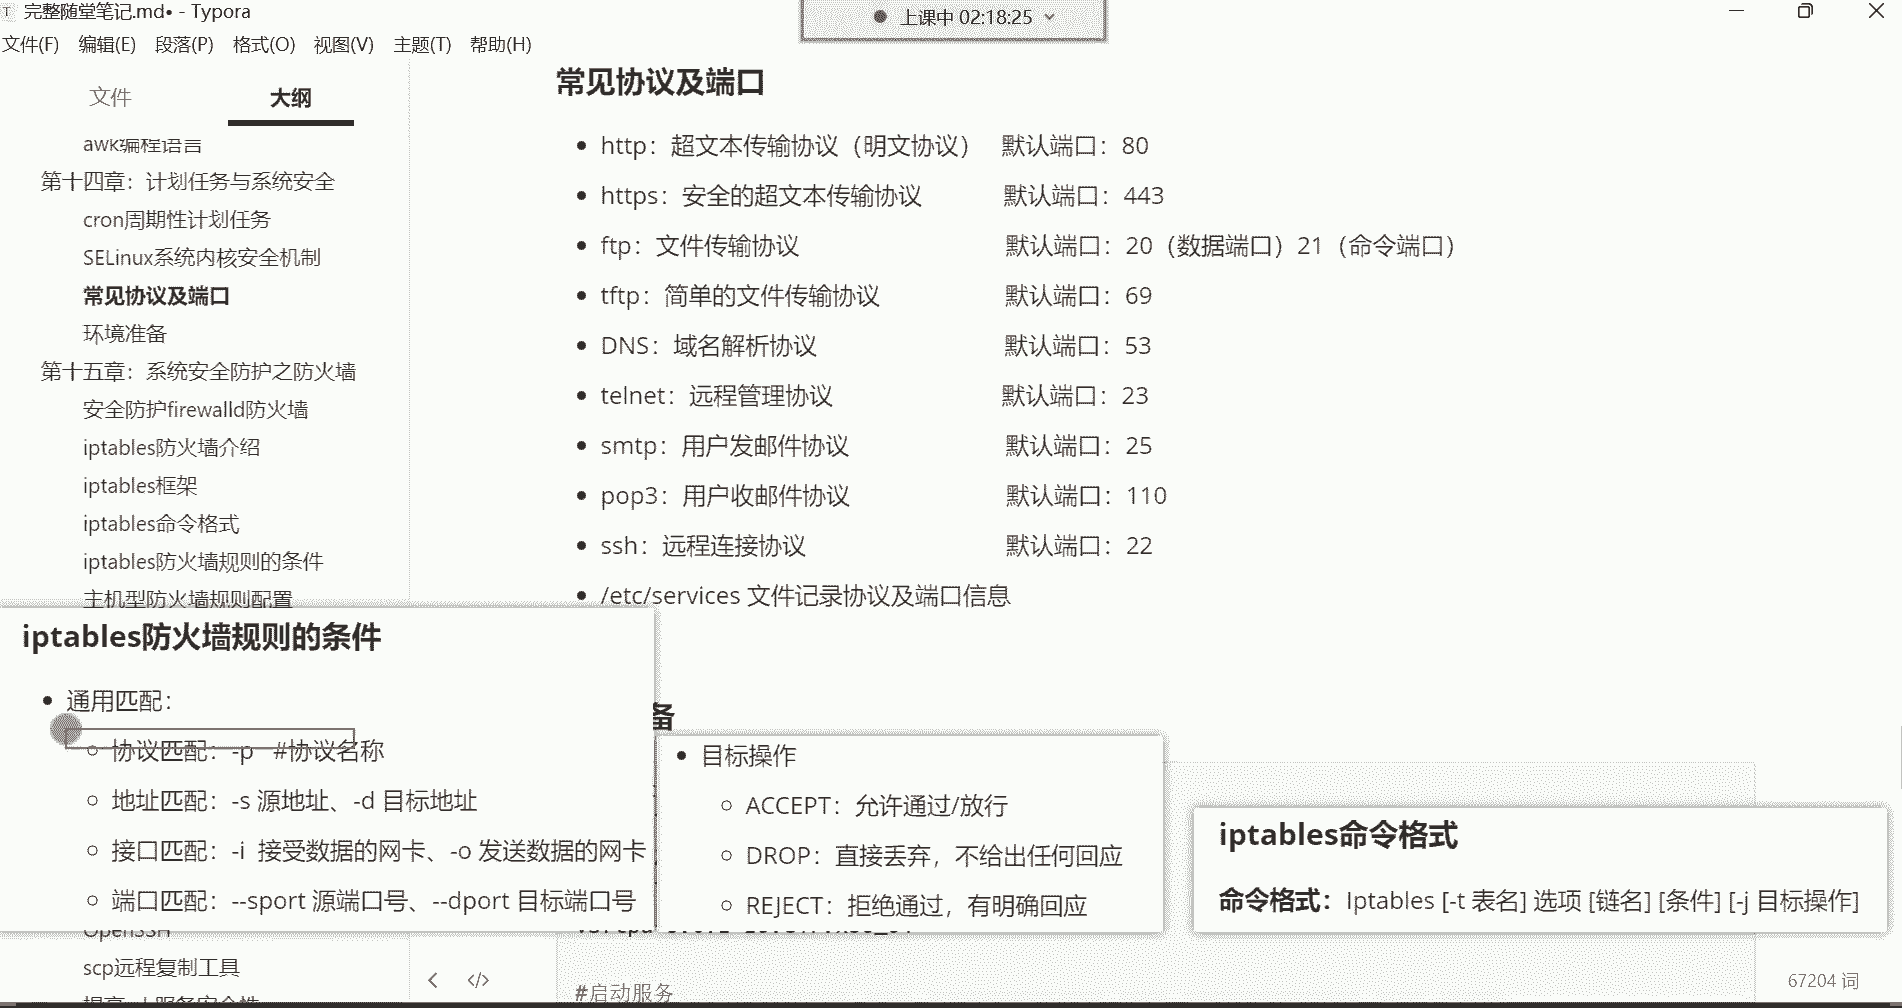 完整随堂笔记.md• - Typora
上课中 02:18:25
文件(F) 编辑(E) 段落(P) 格式(O) 视图(V) 主题(T) 帮助(H)
文件 大纲
awk编程语言
第十四章：计划任务与系统安全
cron周期性计划任务
SELinux系统内核安全机制
常见协议及端口
环境准备
第十五章：系统安全防护之防火墙
安全防护firewalld防火墙
iptables防火墙介绍
iptables框架
iptables命令格式
iptables防火墙规则的条件
主机型防火墙规则配置
OpenSSH
scp远程复制工具
常见协议及端口
http：超文本传输协议（明文协议） 默认端口：80
https：安全的超文本传输协议 默认端口：443
ftp：文件传输协议 默认端口：20（数据端口）21（命令端口）
tftp：简单的文件传输协议 默认端口：69
DNS：域名解析协议 默认端口：53
telnet：远程管理协议 默认端口：23
smtp：用户发邮件协议 默认端口：25
pop3：用户收邮件协议 默认端口：110
ssh：远程连接协议 默认端口：22
/etc/services 文件记录协议及端口信息
备
#启动服务
iptables防火墙规则的条件
通用匹配：
协议匹配：-p #协议名称
地址匹配：-s 源地址、-d 目标地址
接口匹配：-i 接受数据的网卡、-o 发送数据的网卡
端口匹配：--sport 源端口号、--dport 目标端口号
目标操作
ACCEPT：允许通过/放行
DROP：直接丢弃，不给出任何回应
REJECT：拒绝通过，有明确回应
iptables命令格式
命令格式：Iptables [-t 表名] 选项 [链名] [条件] [-j 目标操作]
67204 词